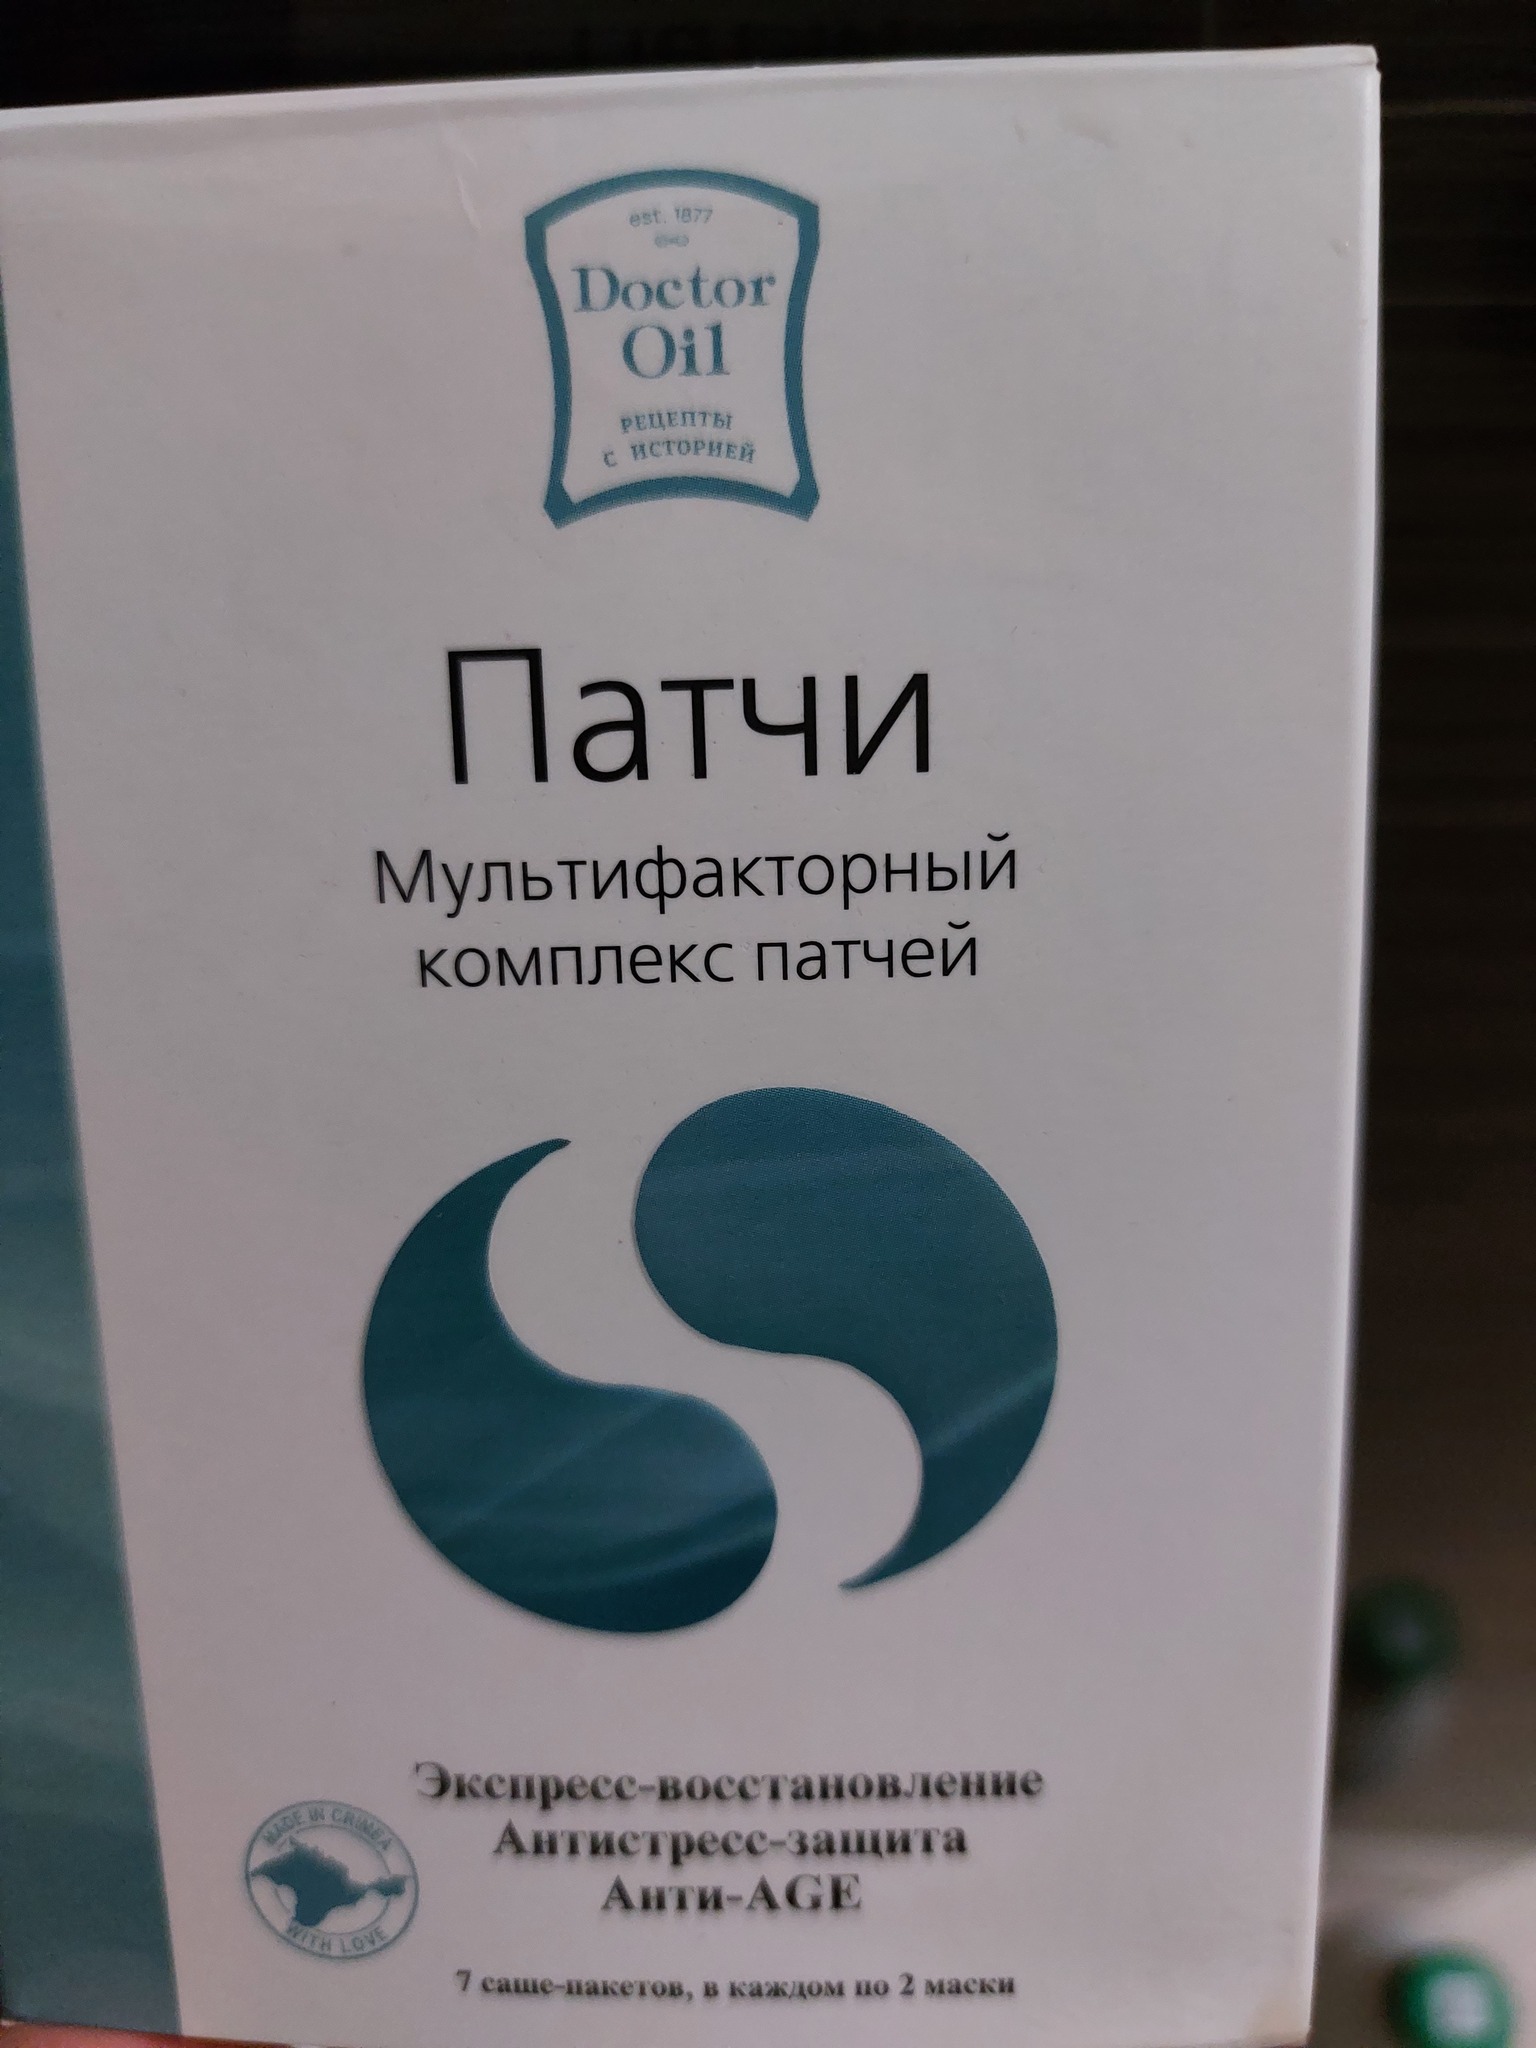 est. 1877
Doctor
Oil
РЕЦЕПТЫ
С ИСТОРИЕЙ
Патчи
Мультифакторный
комплекс патчей
Экспресс-восстановление
Антистресс-защита
Анти-AGE
MADE IN CRIMEA
WITH LOVE
7 саше-пакетов, в каждом по 2 маски